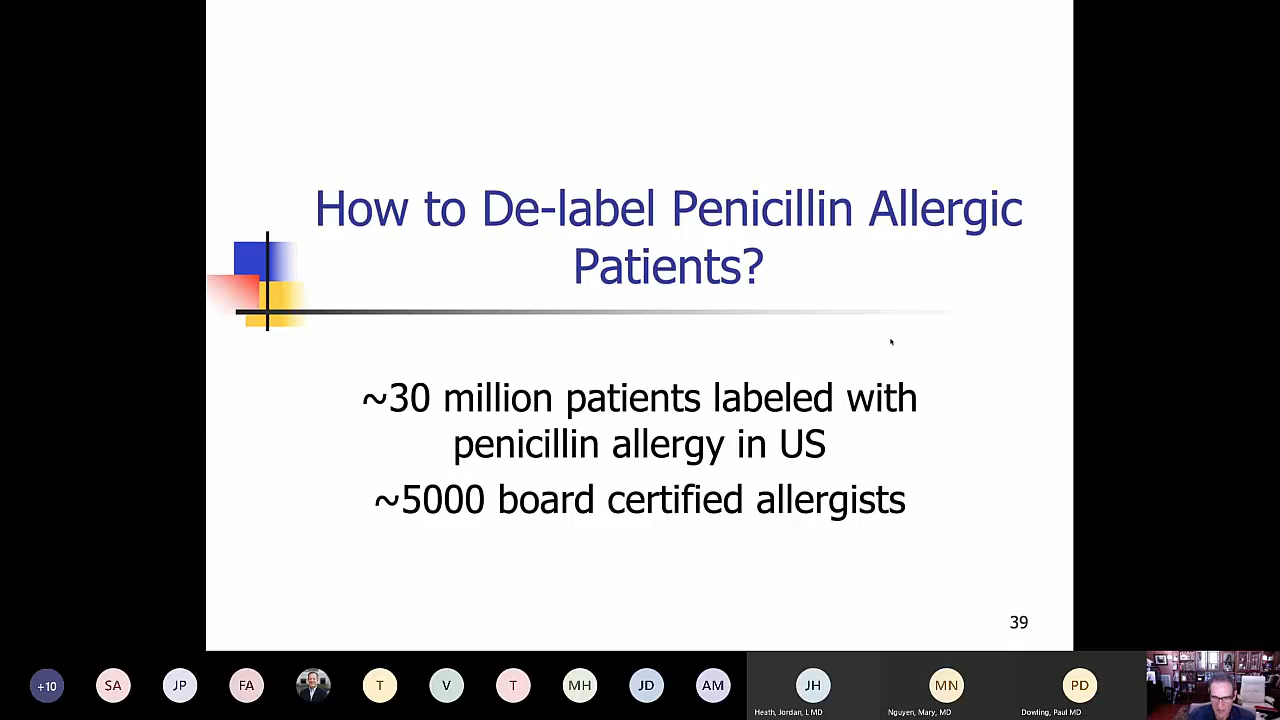 How to De-label Penicillin Allergic
Patients?
~30 million patients labeled with
penicillin allergy in US
~5000 board certified allergists
39
+10
SA
JP
FA
T
V
T
MH
JD
AM
JH
MN
PD
Heath, Jordan, L MD
Nguyen, Mary, MD
Dowling, Paul MD